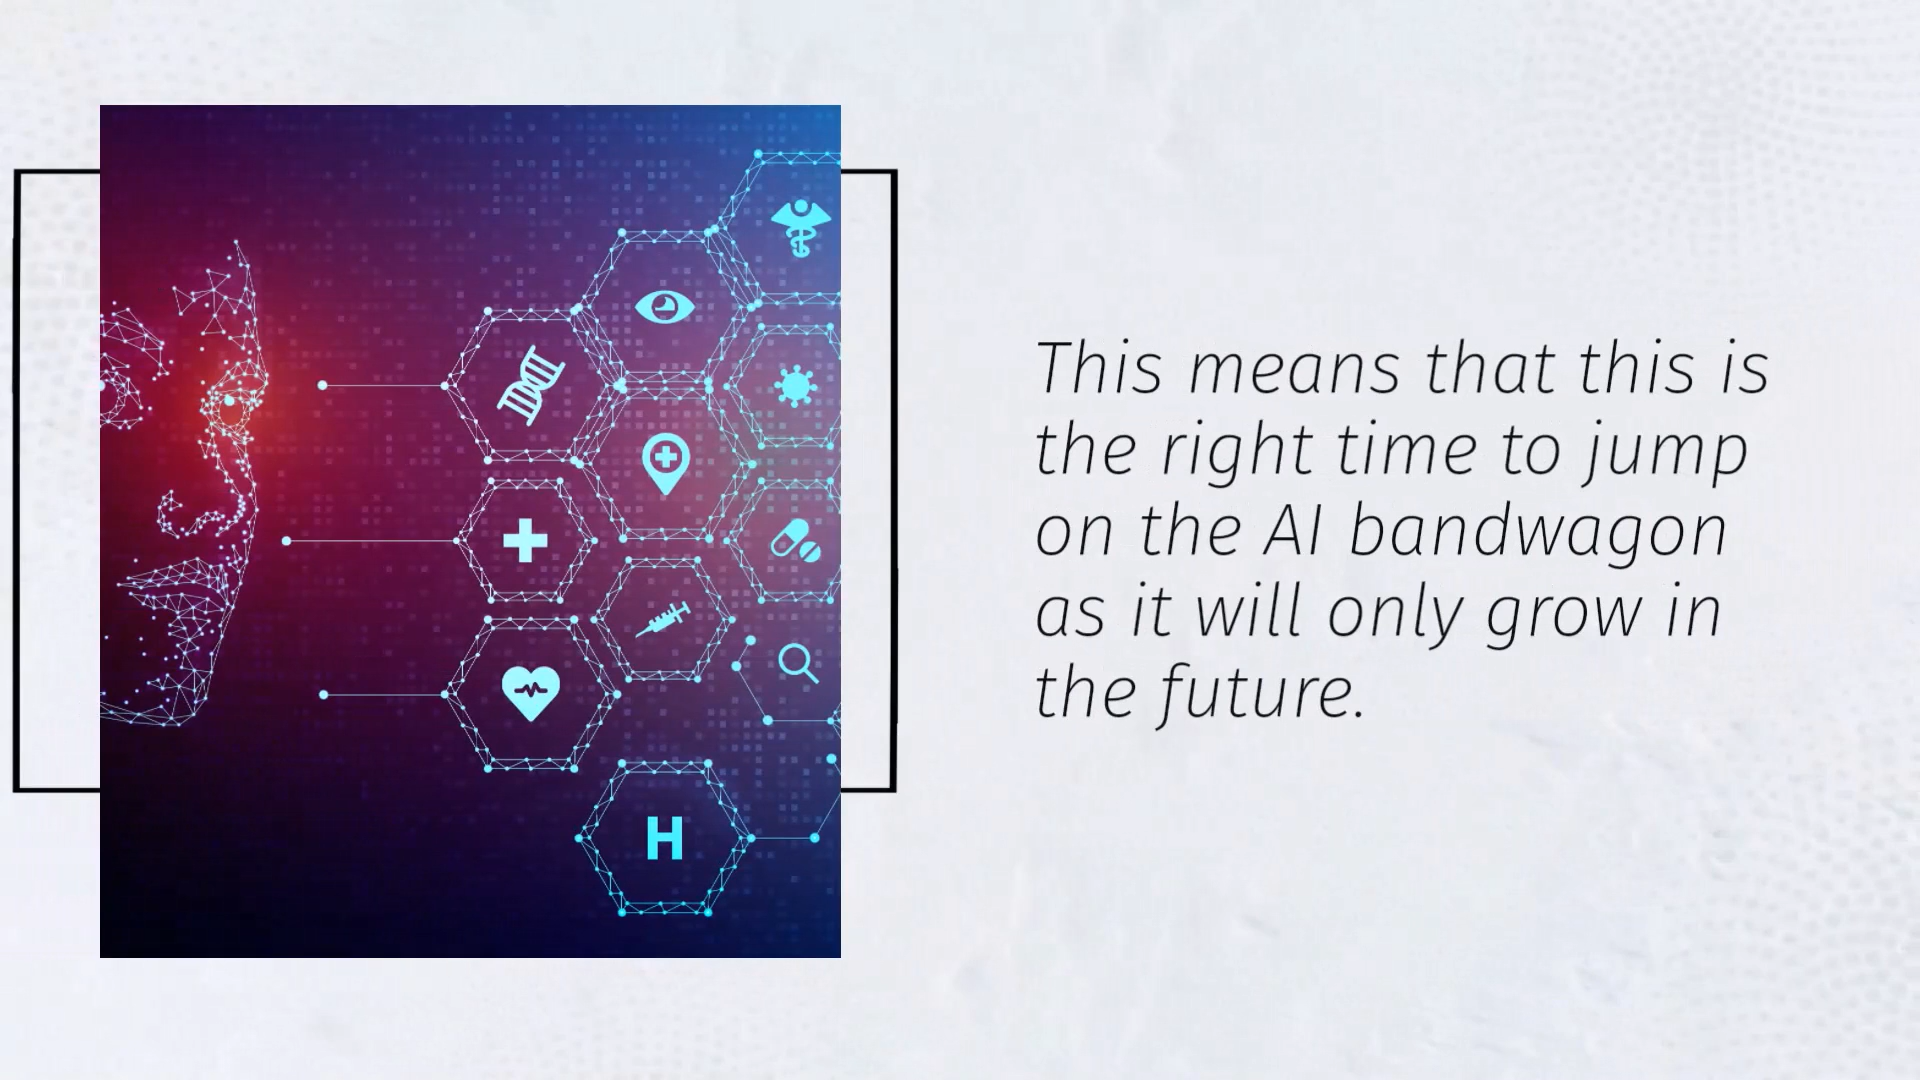 H
This means that this is
the right time to jump
on the AI bandwagon
as it will only grow in
the future.